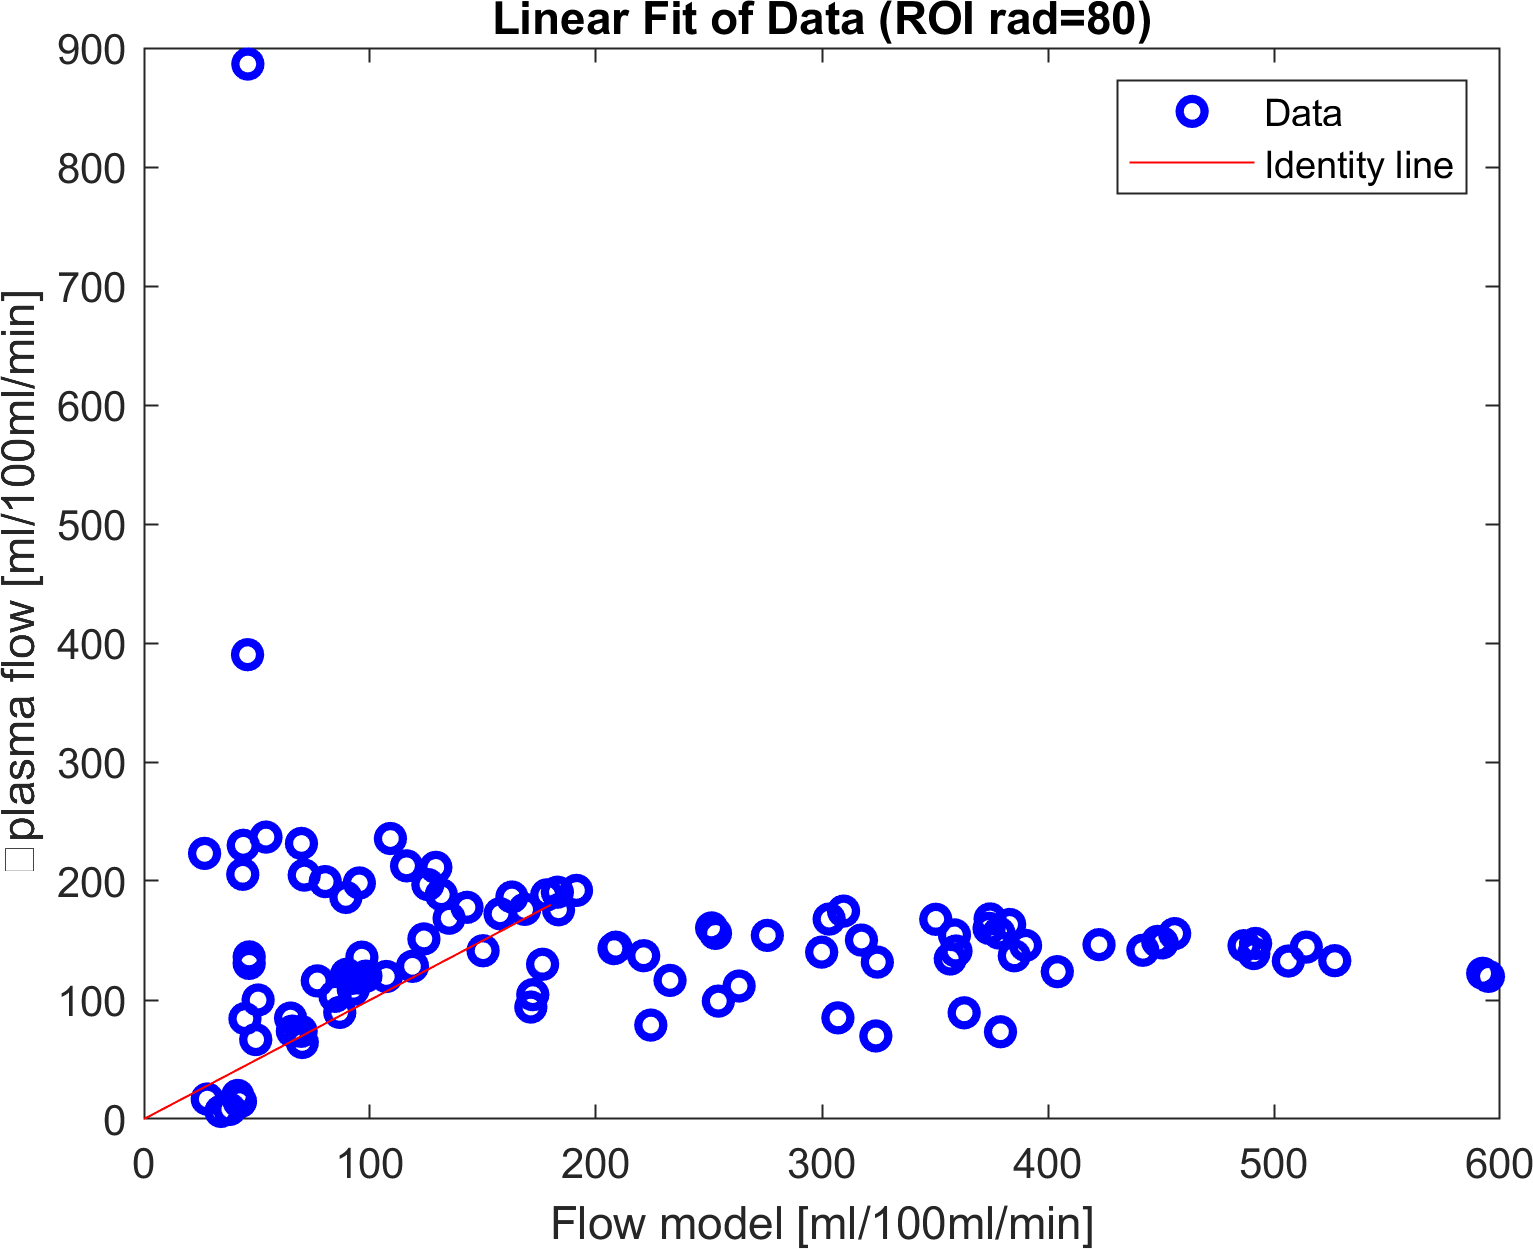 Linear Fit of Data (ROI rad=80)
900
800
700
600
500
400
300
200
100
0
□plasma flow [ml/100ml/min]
Data
Identity line
0 100 200 300 400 500 600
Flow model [ml/100ml/min]